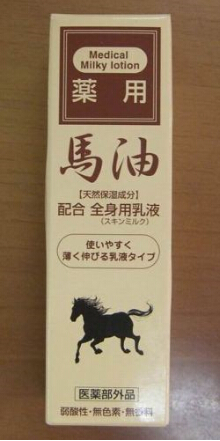 Medical
Milky lotion
薬用
馬油
【天然保湿成分】
配合 全身用乳液
(スキンミルク)
使いやすく
薄く伸びる乳液タイプ
医薬部外品
弱酸性・無色素・無香料